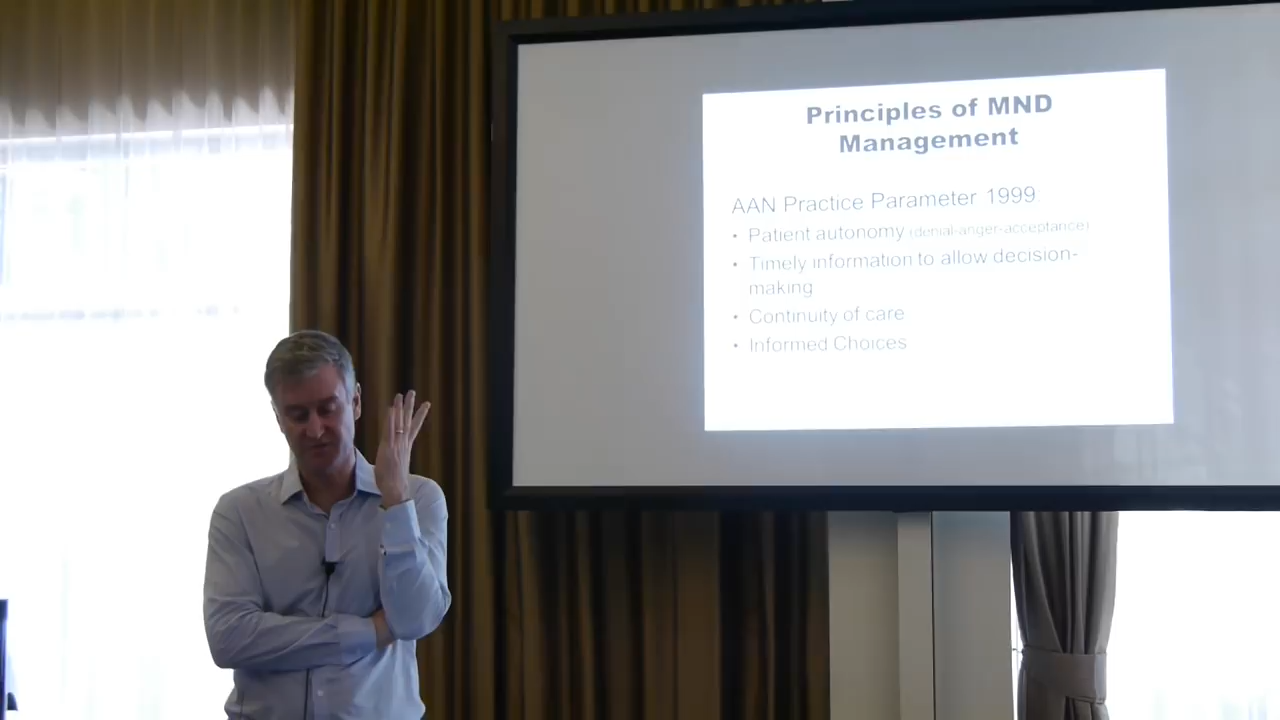 Principles of MND
Management
AAN Practice Parameter 1999
• Patient autonomy (denial-anger-acceptance)
• Timely information to allow decision-
making
• Continuity of care
• Informed Choices